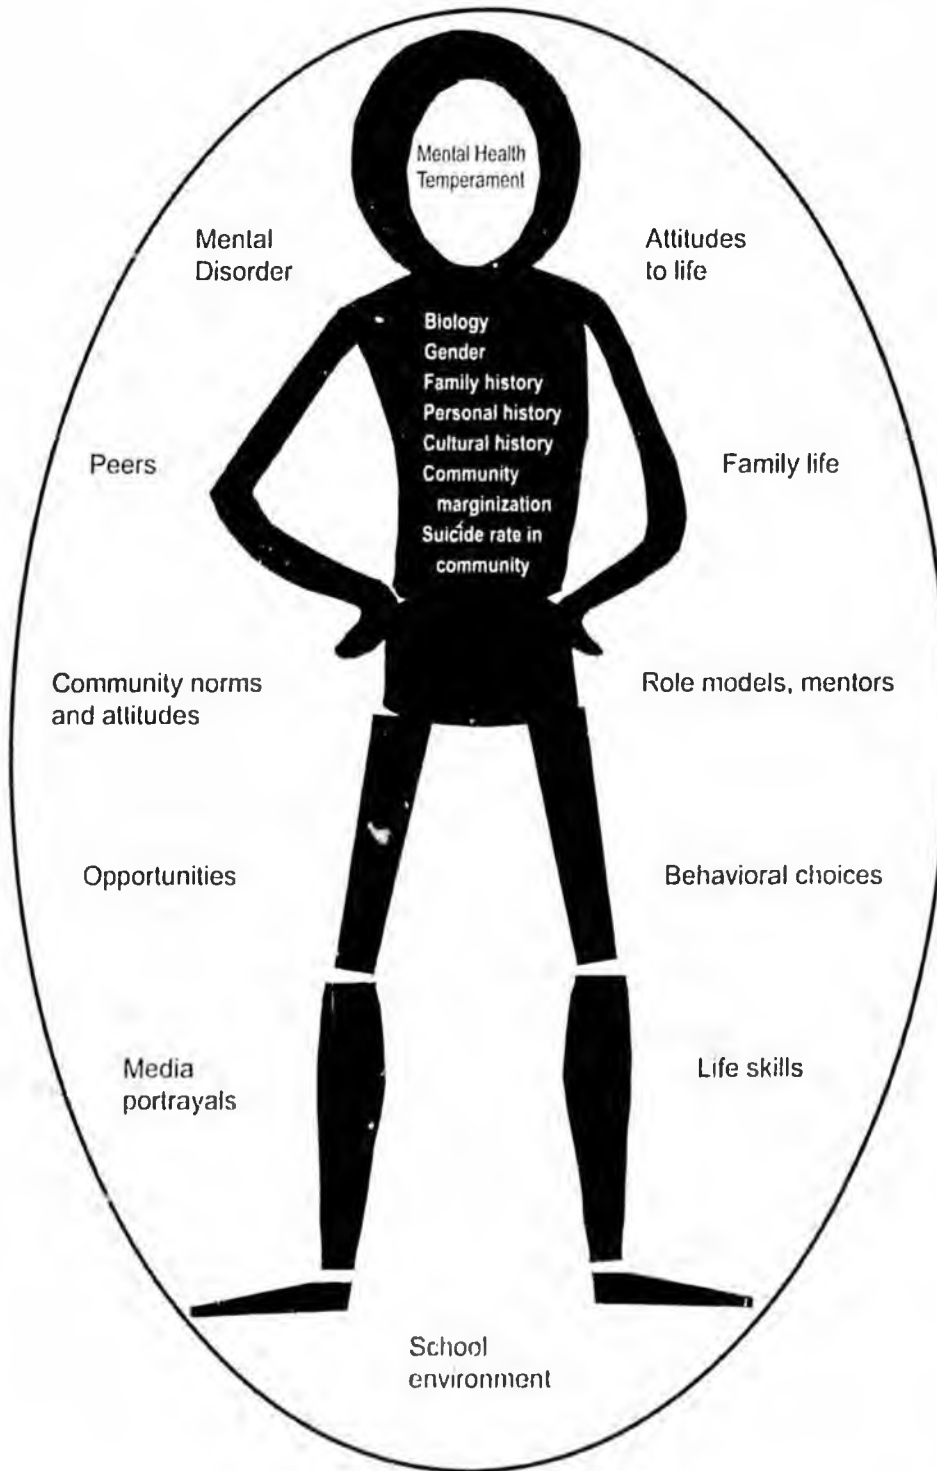 Mental Health
Temperament
Mental
Disorder
Attitudes
to life
Biology
Gender
Family history
Personal history
Cultural history
Community
marginization
Suicide rate in
community
Peers
Family life
Community norms
and attitudes
Role models, mentors
Opportunities
Behavioral choices
Media
portrayals
Life skills
School
environment